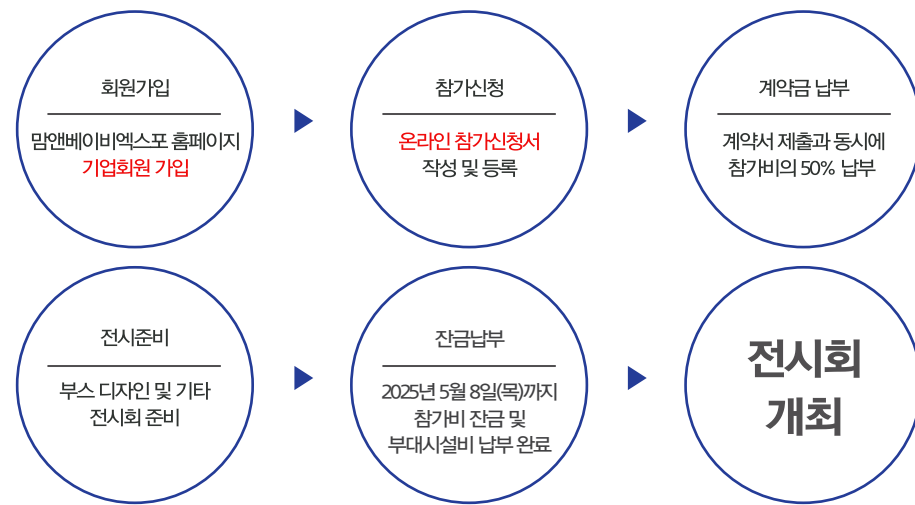 회원가입
맘앤베이비엑스포 홈페이지
기업회원 가입
참가신청
온라인 참가신청서
작성 및 등록
계약금 납부
계약서 제출과 동시에
참가비의 50% 납부
전시준비
부스 디자인 및 기타
전시회 준비
잔금납부
2025년 5월 8일(목)까지
참가비 잔금 및
부대시설비 납부 완료
전시회
개최